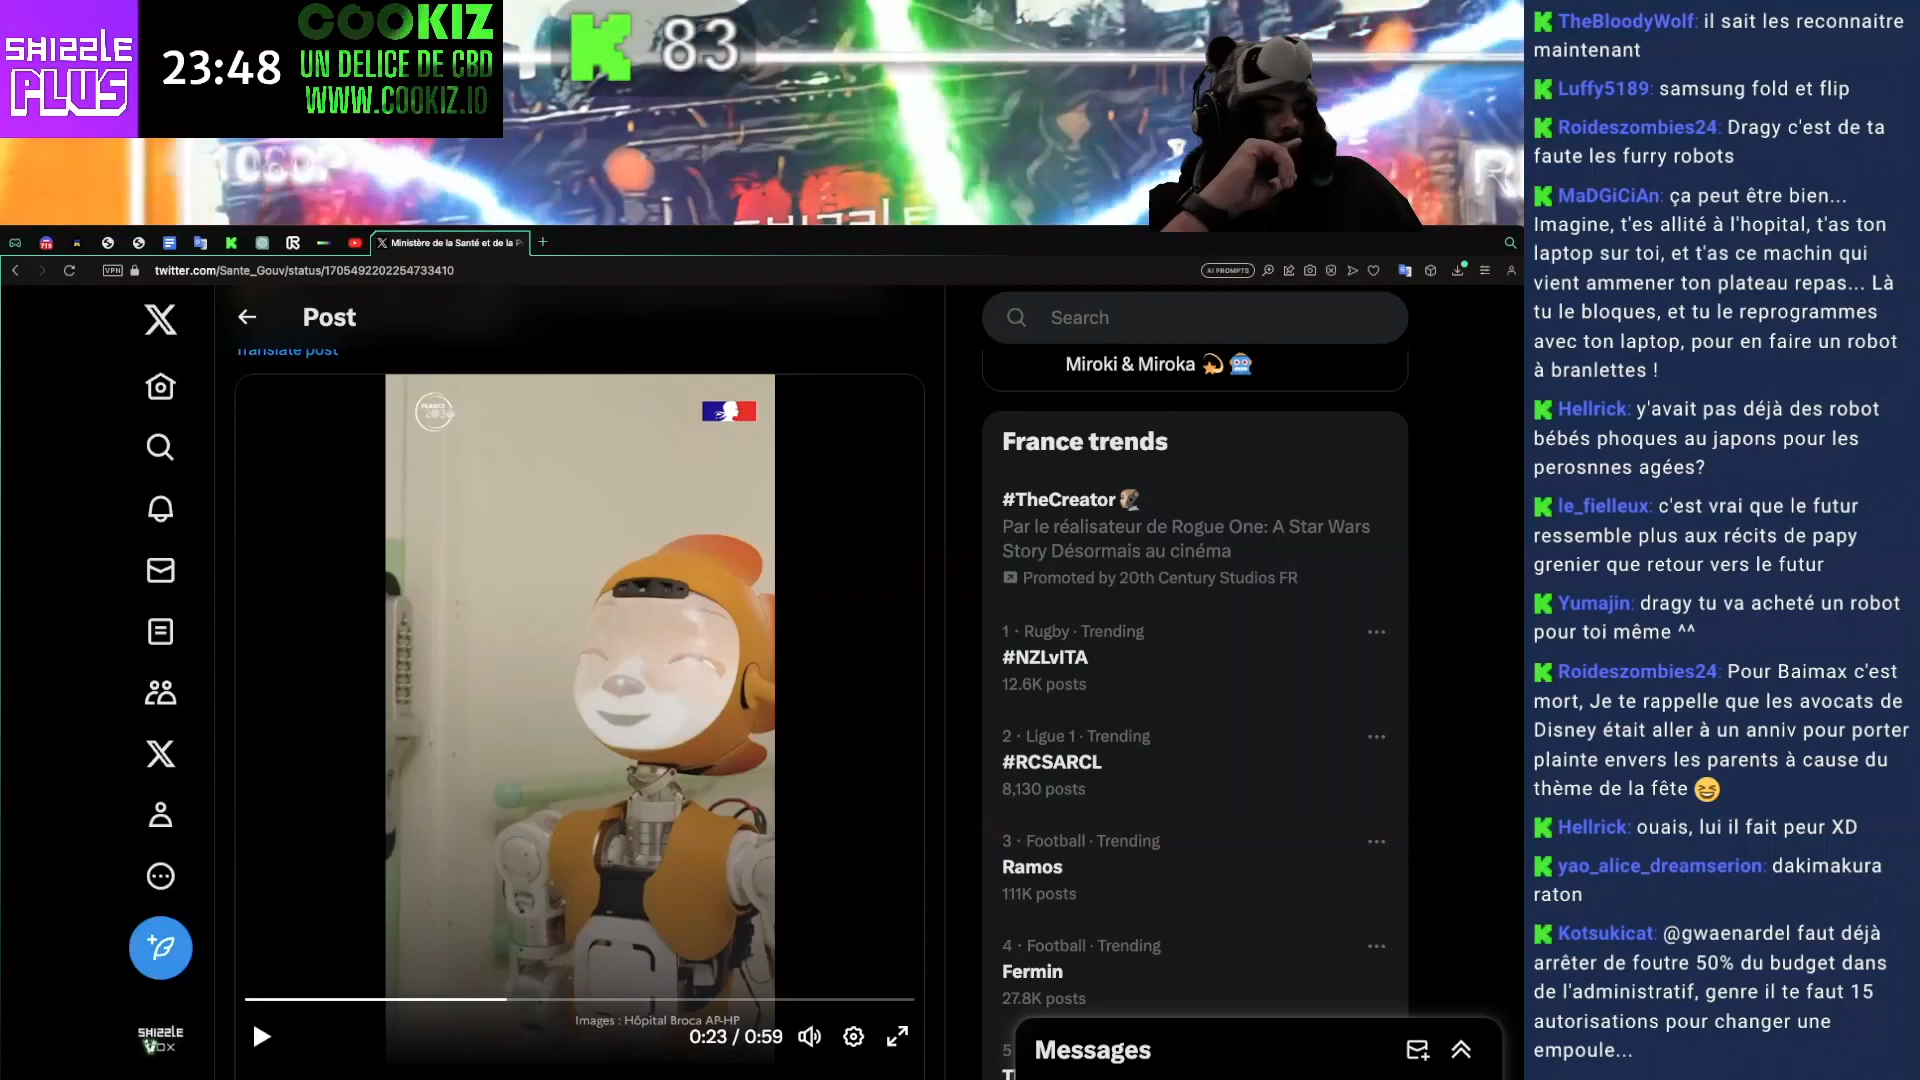 SHIZZLE
PLUS
23:48
COOKIZ
UN DELICE DE CBD
WWW.COOKIZ.IO
83
Ministère de la Santé et de la P
VPN
twitter.com/Sante_Gouv/status/1705492202254733410
AI PROMPTS
Post
Translate post
FRANCE
2030
Images : Hôpital Broca AP-HP
0:23 / 0:59
SHIZZLE
Search
Miroki & Miroka 💫 🤖
France trends
#TheCreator
Par le réalisateur de Rogue One: A Star Wars
Story Désormais au cinéma
Promoted by 20th Century Studios FR
1 · Rugby · Trending
#NZLvITA
12.6K posts
2 · Ligue 1 · Trending
#RCSARCL
8,130 posts
3 · Football · Trending
Ramos
111K posts
4 · Football · Trending
Fermin
27.8K posts
5
Messages
TheBloodyWolf: il sait les reconnaitre
maintenant
Luffy5189: samsung fold et flip
Roideszombies24: Dragy c'est de ta
faute les furry robots
MaDGiCiAn: ça peut être bien...
Imagine, t'es allité à l'hopital, t'as ton
laptop sur toi, et t'as ce machin qui
vient ammener ton plateau repas... Là
tu le bloques, et tu le reprogrammes
avec ton laptop, pour en faire un robot
à branlettes !
Hellrick: y'avait pas déjà des robot
bébés phoques au japons pour les
perosnnes agées?
le_fielleux: c'est vrai que le futur
ressemble plus aux récits de papy
grenier que retour vers le futur
Yumajin: dragy tu va acheté un robot
pour toi même ^^
Roideszombies24: Pour Baimax c'est
mort, Je te rappelle que les avocats de
Disney était aller à un anniv pour porter
plainte envers les parents à cause du
thème de la fête 😆
Hellrick: ouais, lui il fait peur XD
yao_alice_dreamserion: dakimakura
raton
Kotsukicat: @gwaenardel faut déjà
arrêter de foutre 50% du budget dans
de l'administratif, genre il te faut 15
autorisations pour changer une
empoule...